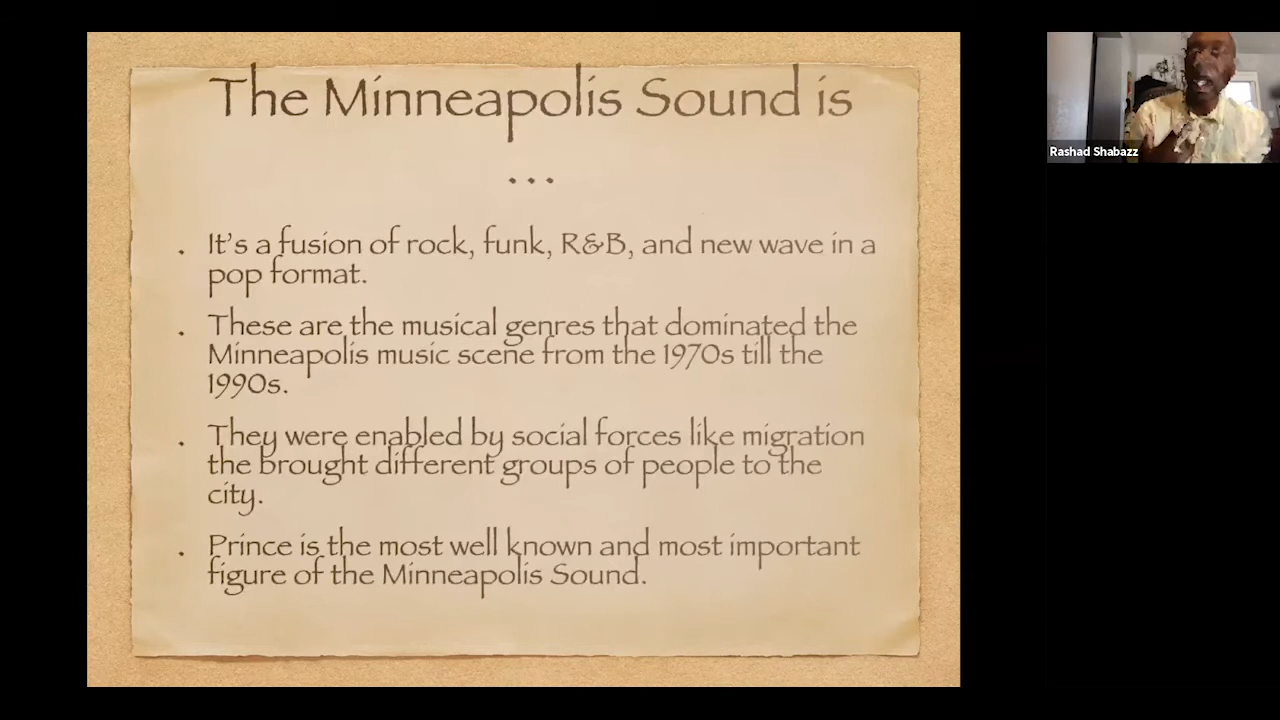 The Minneapolis Sound is
...
. It's a fusion of rock, funk, R&B, and new wave in a
pop format.
. These are the musical genres that dominated the
Minneapolis music scene from the 1970s till the
1990s.
. They were enabled by social forces like migration
the brought different groups of people to the
city.
. Prince is the most well known and most important
figure of the Minneapolis Sound.
Rashad Shabazz